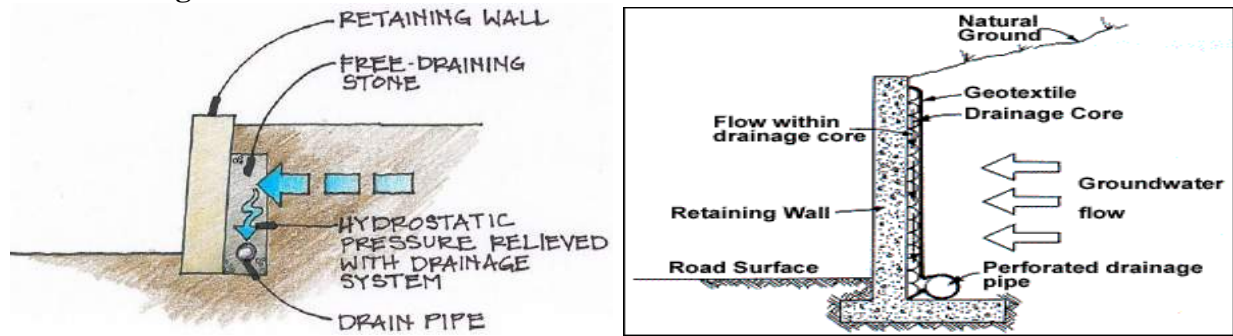 RETAINING WALL
FREE-DRAINING
STONE
HYDROSTATIC
PRESSURE RELIEVED
WITH DRAINAGE
SYSTEM
DRAIN PIPE
Natural
Ground
Geotextile
Drainage Core
Flow within
drainage core
Groundwater
flow
Retaining Wall
Road Surface
Perforated drainage
pipe